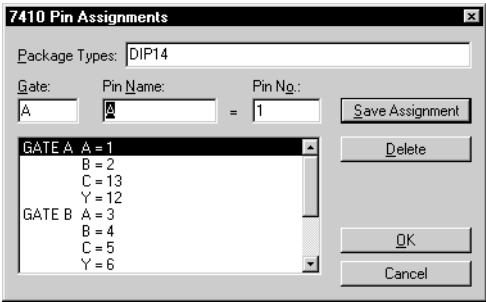 7410 Pin Assignments
Package Types: DIP14
Gate: Pin Name: Pin No.:
A A = 1 Save Assignment
GATE A A = 1
B = 2
C = 13
Y = 12
GATE B A = 3
B = 4
C = 5
Y = 6
Delete
OK
Cancel